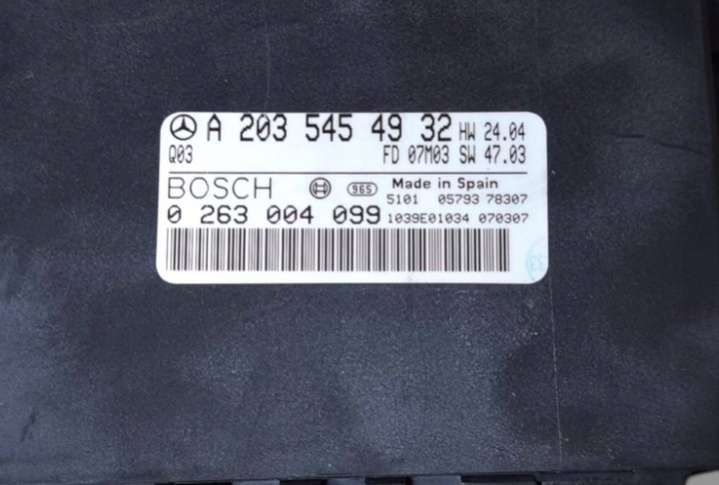 A 203 545 49 32 HW 24.04
Q03 FD 07M03 SW 47.03
BOSCH 965 Made in Spain
5101 05793 78307
0 263 004 099 1039E01034 070307
23